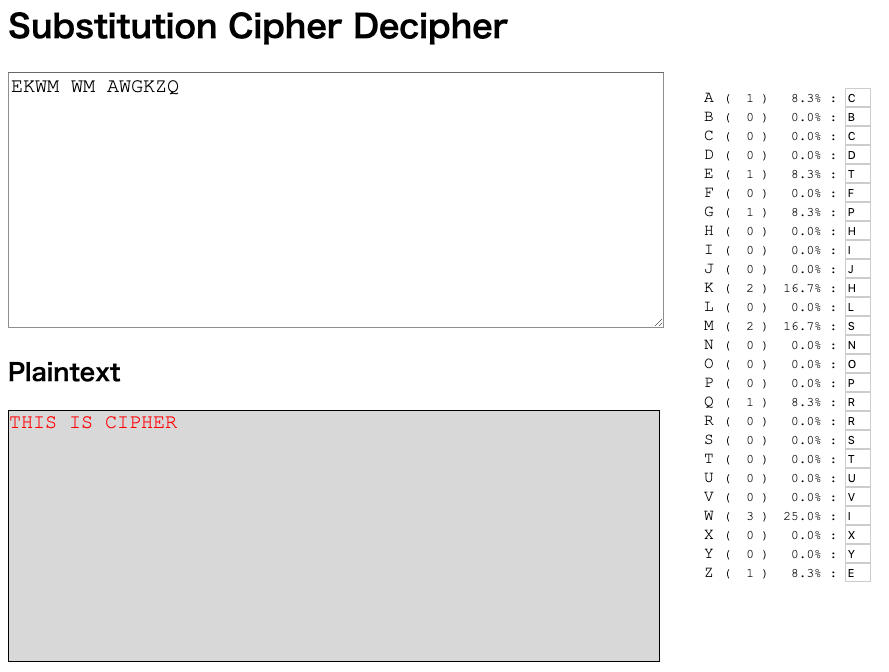 Substitution Cipher Decipher
EKWM WM AWGKZQ
A ( 1 ) 8.3% : C
B ( 0 ) 0.0% : B
C ( 0 ) 0.0% : C
D ( 0 ) 0.0% : D
E ( 1 ) 8.3% : T
F ( 0 ) 0.0% : F
G ( 1 ) 8.3% : P
H ( 0 ) 0.0% : H
I ( 0 ) 0.0% : I
J ( 0 ) 0.0% : J
K ( 2 ) 16.7% : H
L ( 0 ) 0.0% : L
M ( 2 ) 16.7% : S
N ( 0 ) 0.0% : N
O ( 0 ) 0.0% : O
P ( 0 ) 0.0% : P
Q ( 1 ) 8.3% : R
R ( 0 ) 0.0% : R
S ( 0 ) 0.0% : S
T ( 0 ) 0.0% : T
U ( 0 ) 0.0% : U
V ( 0 ) 0.0% : V
W ( 3 ) 25.0% : I
X ( 0 ) 0.0% : X
Y ( 0 ) 0.0% : Y
Z ( 1 ) 8.3% : E
Plaintext
THIS IS CIPHER